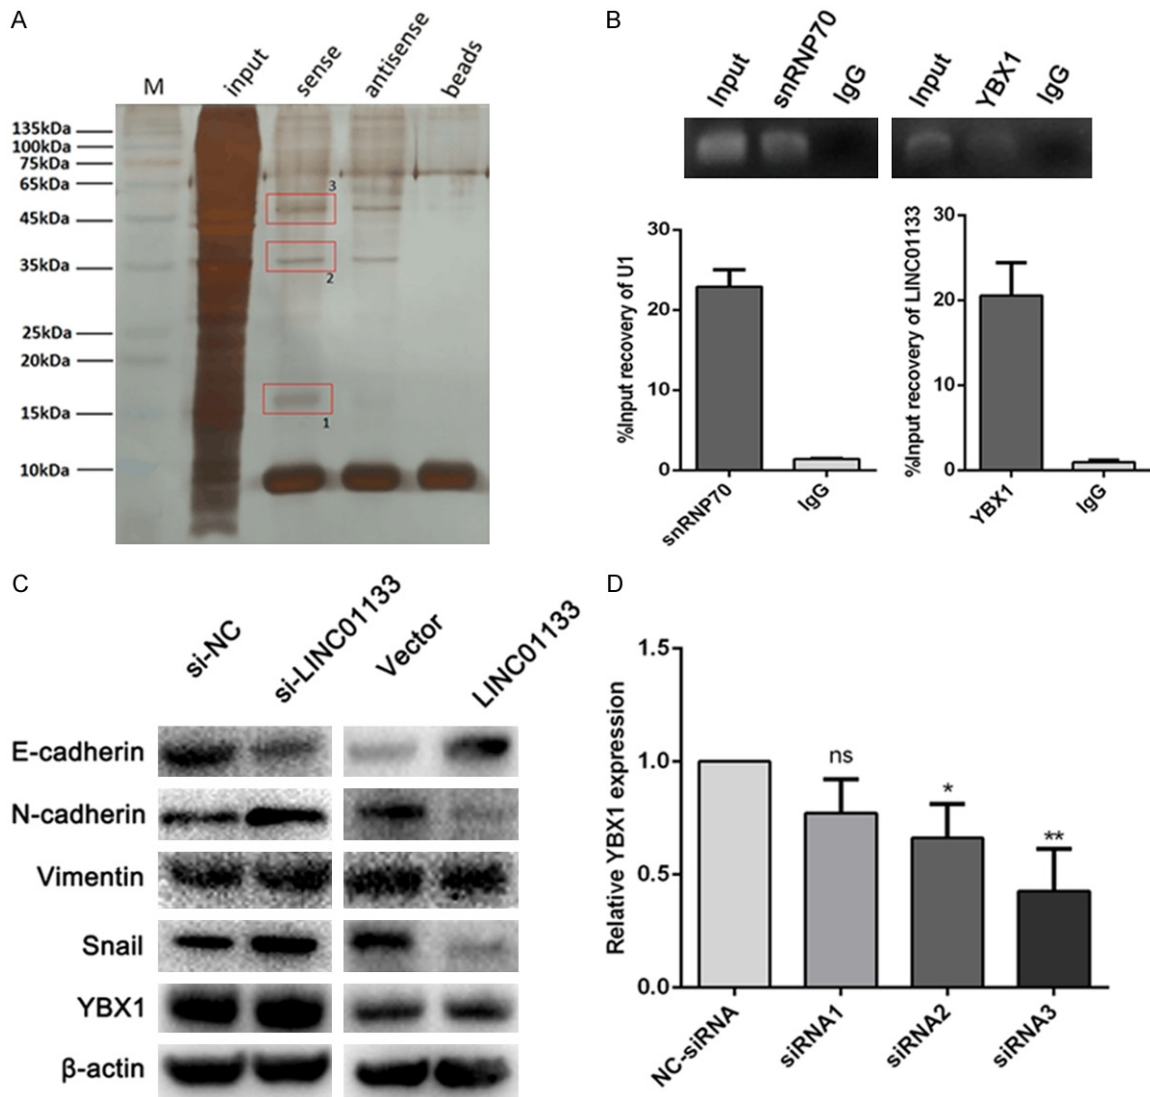 A
M
input
sense
antisense
beads
135kDa
100kDa
75kDa
65kDa
45kDa
35kDa
25kDa
20kDa
15kDa
10kDa
3
2
1
B
Input
snRNP70
IgG
Input
YBX1
IgG
%Input recovery of U1
30
20
10
0
snRNP70
IgG
%Input recovery of LINC01133
30
20
10
0
YBX1
IgG
C
si-NC
si-LINC01133
Vector
LINC01133
E-cadherin
N-cadherin
Vimentin
Snail
YBX1
β-actin
D
Relative YBX1 expression
1.5
1.0
0.5
0.0
ns
*
**
NC-siRNA
siRNA1
siRNA2
siRNA3